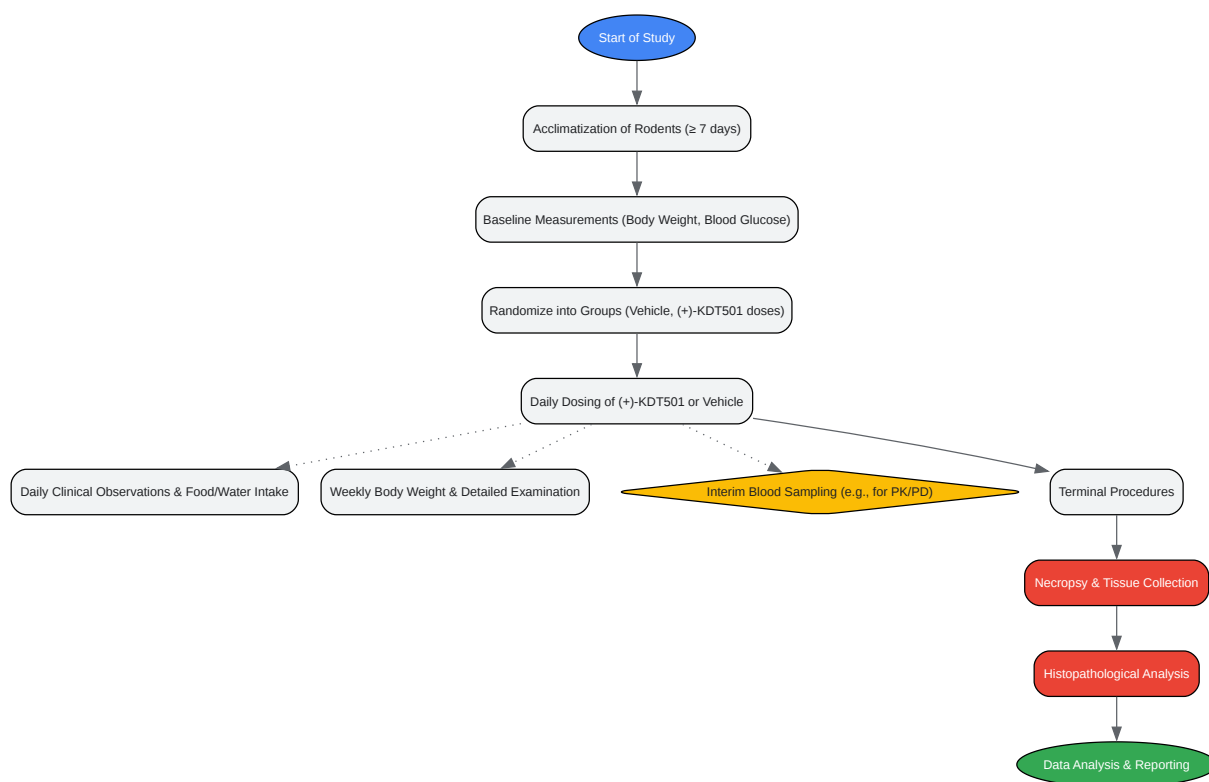 Start of Study
Acclimatization of Rodents (≥ 7 days)
Baseline Measurements (Body Weight, Blood Glucose)
Randomize into Groups (Vehicle, (+)-KDT501 doses)
Daily Dosing of (+)-KDT501 or Vehicle
Daily Clinical Observations & Food/Water Intake
Weekly Body Weight & Detailed Examination
Interim Blood Sampling (e.g., for PK/PD)
Terminal Procedures
Necropsy & Tissue Collection
Histopathological Analysis
Data Analysis & Reporting